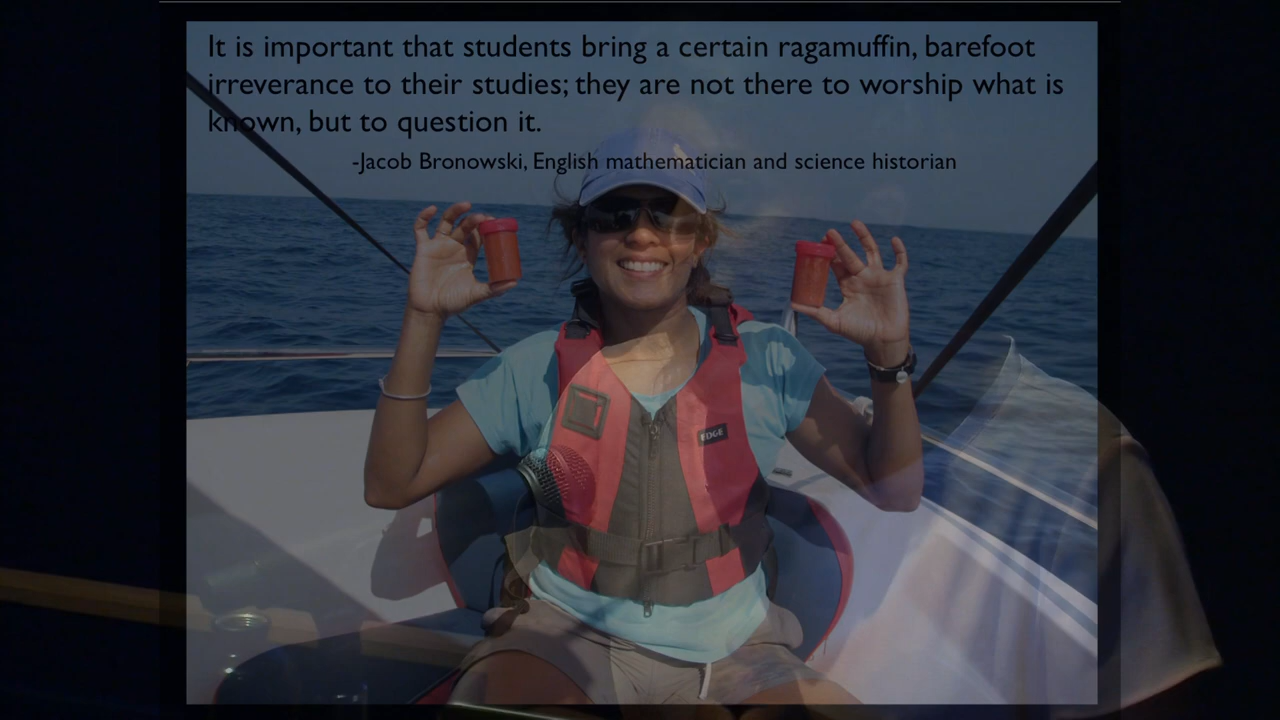 It is important that students bring a certain ragamuffin, barefoot
irreverance to their studies; they are not there to worship what is
known, but to question it.
-Jacob Bronowski, English mathematician and science historian
EDGE